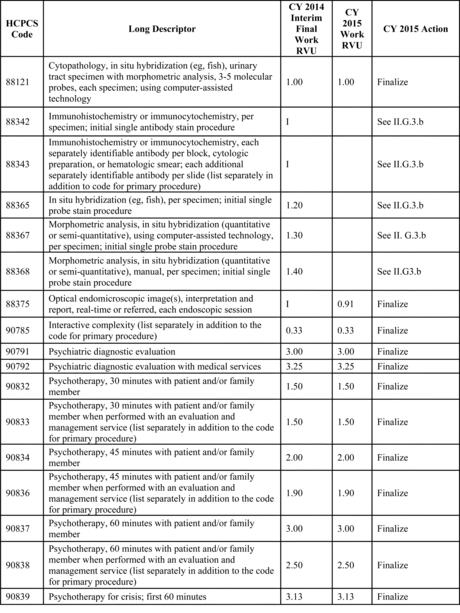 HCPCS Code | Long Descriptor | CY 2014 Interim Final Work RVU | CY 2015 Work RVU | CY 2015 Action
88121 | Cytopathology, in situ hybridization (eg, fish), urinary
tract specimen with morphometric analysis, 3-5 molecular
probes, each specimen; using computer-assisted
technology | 1.00 | 1.00 | Finalize
88342 | Immunohistochemistry or immunocytochemistry, per
specimen; initial single antibody stain procedure | I | | See II.G.3.b
88343 | Immunohistochemistry or immunocytochemistry, each
separately identifiable antibody per block, cytologic
preparation, or hematologic smear; each additional
separately identifiable antibody per slide (list separately in
addition to code for primary procedure) | I | | See II.G.3.b
88365 | In situ hybridization (eg, fish), per specimen; initial single
probe stain procedure | 1.20 | | See II.G.3.b
88367 | Morphometric analysis, in situ hybridization (quantitative
or semi-quantitative), using computer-assisted technology,
per specimen; initial single probe stain procedure | 1.30 | | See II. G.3.b
88368 | Morphometric analysis, in situ hybridization (quantitative
or semi-quantitative), manual, per specimen; initial single
probe stain procedure | 1.40 | | See II.G3.b
88375 | Optical endomicroscopic image(s), interpretation and
report, real-time or referred, each endoscopic session | I | 0.91 | Finalize
90785 | Interactive complexity (list separately in addition to the
code for primary procedure) | 0.33 | 0.33 | Finalize
90791 | Psychiatric diagnostic evaluation | 3.00 | 3.00 | Finalize
90792 | Psychiatric diagnostic evaluation with medical services | 3.25 | 3.25 | Finalize
90832 | Psychotherapy, 30 minutes with patient and/or family
member | 1.50 | 1.50 | Finalize
90833 | Psychotherapy, 30 minutes with patient and/or family
member when performed with an evaluation and
management service (list separately in addition to the code
for primary procedure) | 1.50 | 1.50 | Finalize
90834 | Psychotherapy, 45 minutes with patient and/or family
member | 2.00 | 2.00 | Finalize
90836 | Psychotherapy, 45 minutes with patient and/or family
member when performed with an evaluation and
management service (list separately in addition to the code
for primary procedure) | 1.90 | 1.90 | Finalize
90837 | Psychotherapy, 60 minutes with patient and/or family
member | 3.00 | 3.00 | Finalize
90838 | Psychotherapy, 60 minutes with patient and/or family
member when performed with an evaluation and
management service (list separately in addition to the code
for primary procedure) | 2.50 | 2.50 | Finalize
90839 | Psychotherapy for crisis; first 60 minutes | 3.13 | 3.13 | Finalize